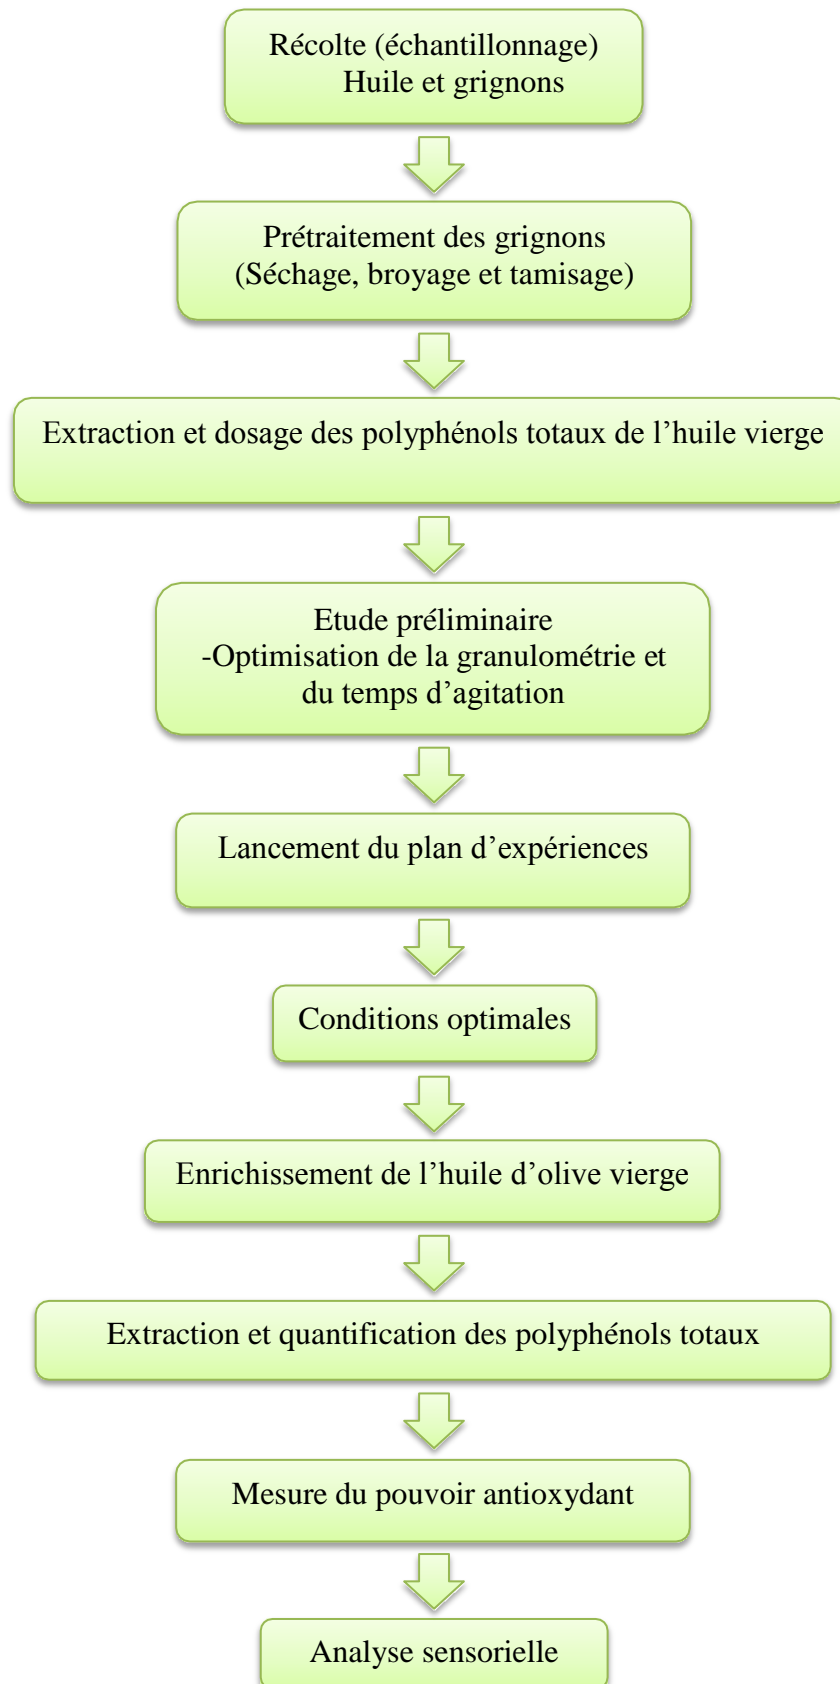 Récolte (échantillonnage)
Huile et grignons
Prétraitement des grignons
(Séchage, broyage et tamisage)
Extraction et dosage des polyphénols totaux de l’huile vierge
Etude préliminaire
-Optimisation de la granulométrie et
du temps d’agitation
Lancement du plan d’expériences
Conditions optimales
Enrichissement de l’huile d’olive vierge
Extraction et quantification des polyphénols totaux
Mesure du pouvoir antioxydant
Analyse sensorielle